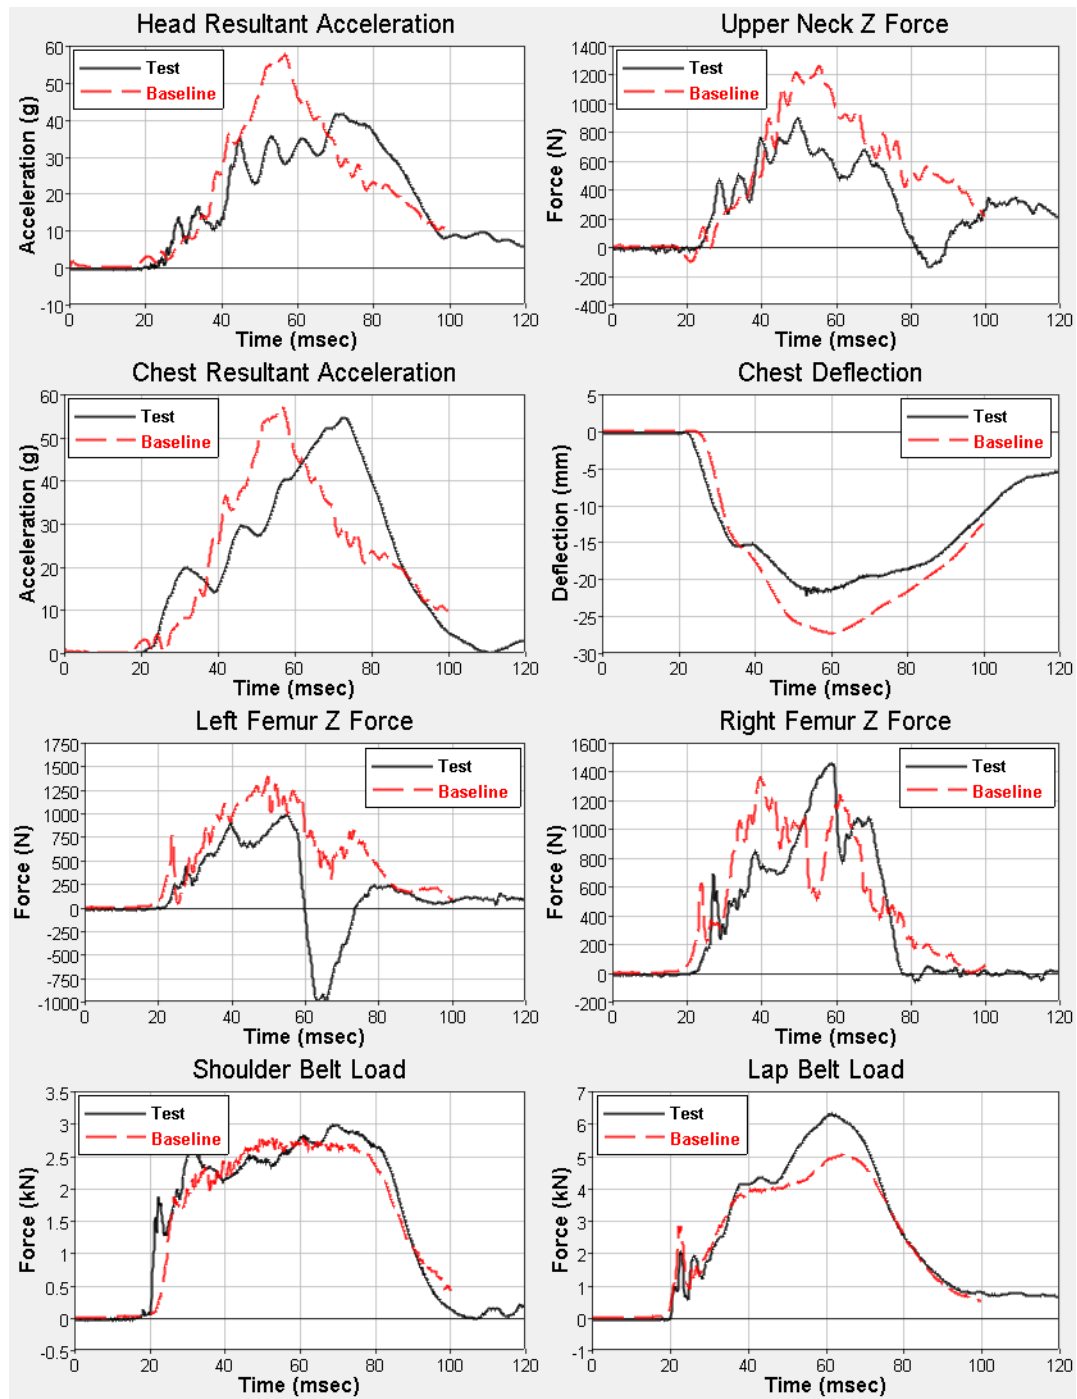 Head Resultant Acceleration
Acceleration (g)
60
50
40
30
20
10
0
-10
Test
Baseline
0 20 40 60 80 100 120
Time (msec)
Upper Neck Z Force
Force (N)
1400
1200
1000
800
600
400
200
0
-200
-400
Test
Baseline
0 20 40 60 80 100 120
Time (msec)
Chest Resultant Acceleration
Acceleration (g)
60
50
40
30
20
10
0
Test
Baseline
0 20 40 60 80 100 120
Time (msec)
Chest Deflection
Deflection (mm)
5
0
-5
-10
-15
-20
-25
-30
Test
Baseline
0 20 40 60 80 100 120
Time (msec)
Left Femur Z Force
Force (N)
1750
1500
1250
1000
750
500
250
0
-250
-500
-750
-1000
Test
Baseline
0 20 40 60 80 100 120
Time (msec)
Right Femur Z Force
Force (N)
1600
1400
1200
1000
800
600
400
200
0
-200
Test
Baseline
0 20 40 60 80 100 120
Time (msec)
Shoulder Belt Load
Force (kN)
3.5
3
2.5
2
1.5
1
0.5
0
-0.5
Test
Baseline
0 20 40 60 80 100 120
Time (msec)
Lap Belt Load
Force (kN)
7
6
5
4
3
2
1
0
-1
Test
Baseline
0 20 40 60 80 100 120
Time (msec)